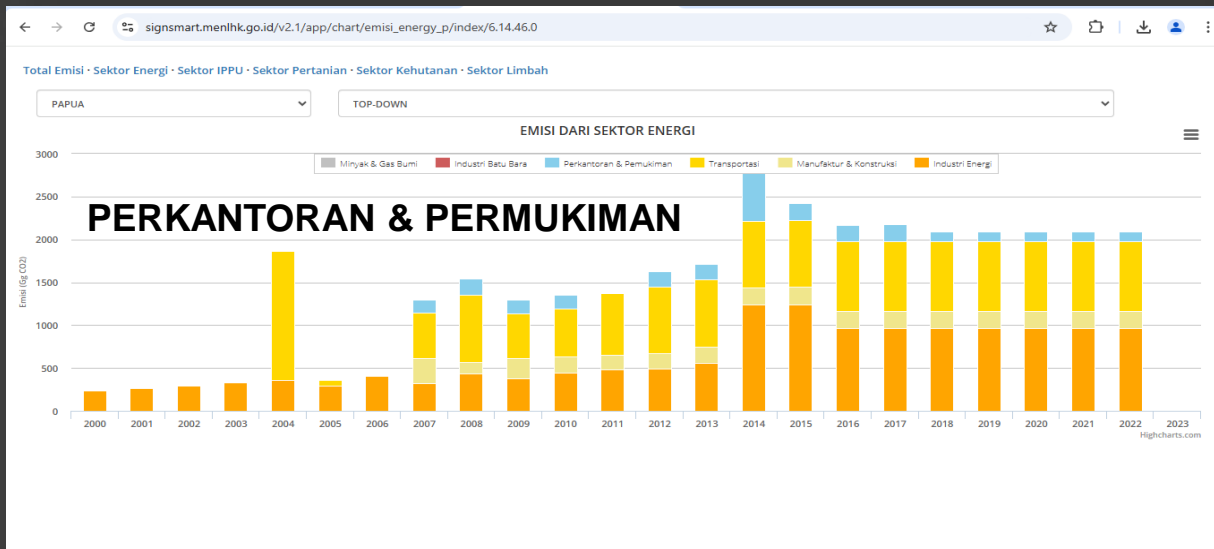 signsmart.menlhk.go.id/v2.1/app/chart/emisi_energy_p/index/6.14.46.0
Total Emisi · Sektor Energi · Sektor IPPU · Sektor Pertanian · Sektor Kehutanan · Sektor Limbah
PAPUA
TOP-DOWN
EMISI DARI SEKTOR ENERGI
Minyak & Gas Bumi Industri Batu Bara Perkantoran & Pemukiman Transportasi Manufaktur & Konstruksi Industri Energi
PERKANTORAN & PERMUKIMAN
Emisi (Gg CO2)
3000
2500
2000
1500
1000
500
0
2000 2001 2002 2003 2004 2005 2006 2007 2008 2009 2010 2011 2012 2013 2014 2015 2016 2017 2018 2019 2020 2021 2022 2023
Highcharts.com